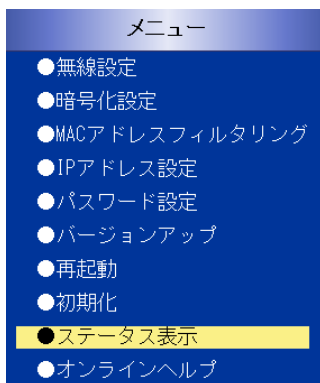 メニュー
●無線設定
●暗号化設定
●MACアドレスフィルタリング
●IPアドレス設定
●パスワード設定
●バージョンアップ
●再起動
●初期化
●ステータス表示
●オンラインヘルプ